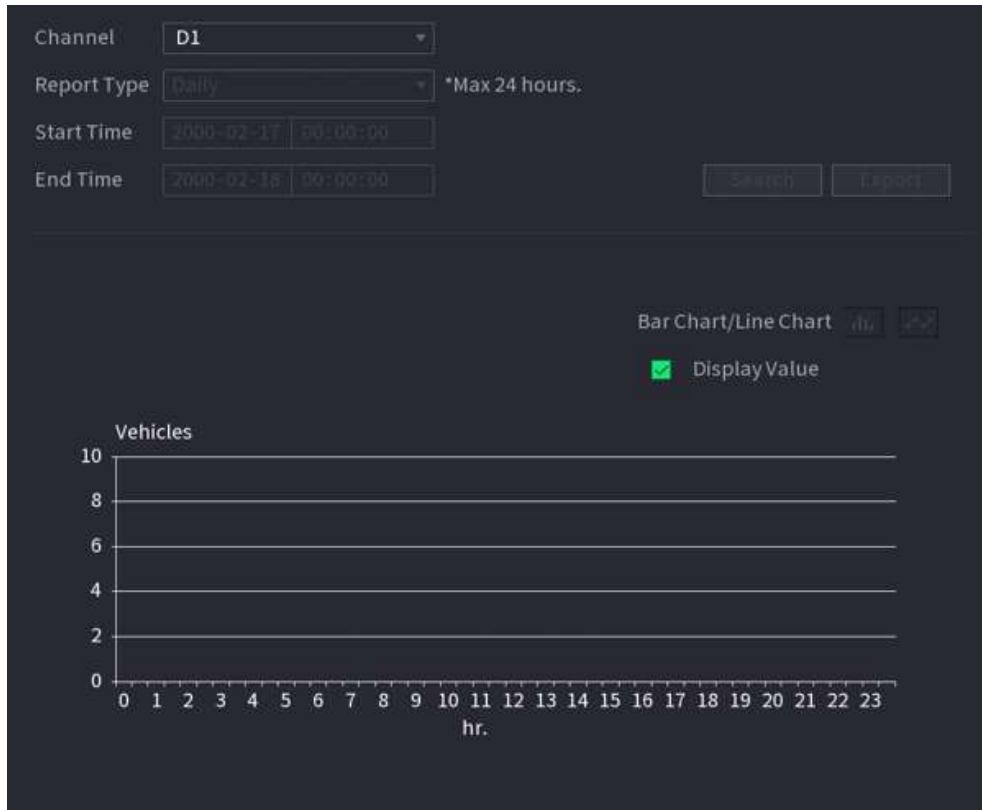 Channel D1
Report Type Daily *Max 24 hours.
Start Time 2000-02-17 00:00:00
End Time 2000-02-18 00:00:00
Search Export
Bar Chart/Line Chart
Display Value
Vehicles
10
8
6
4
2
0
0 1 2 3 4 5 6 7 8 9 10 11 12 13 14 15 16 17 18 19 20 21 22 23
hr.